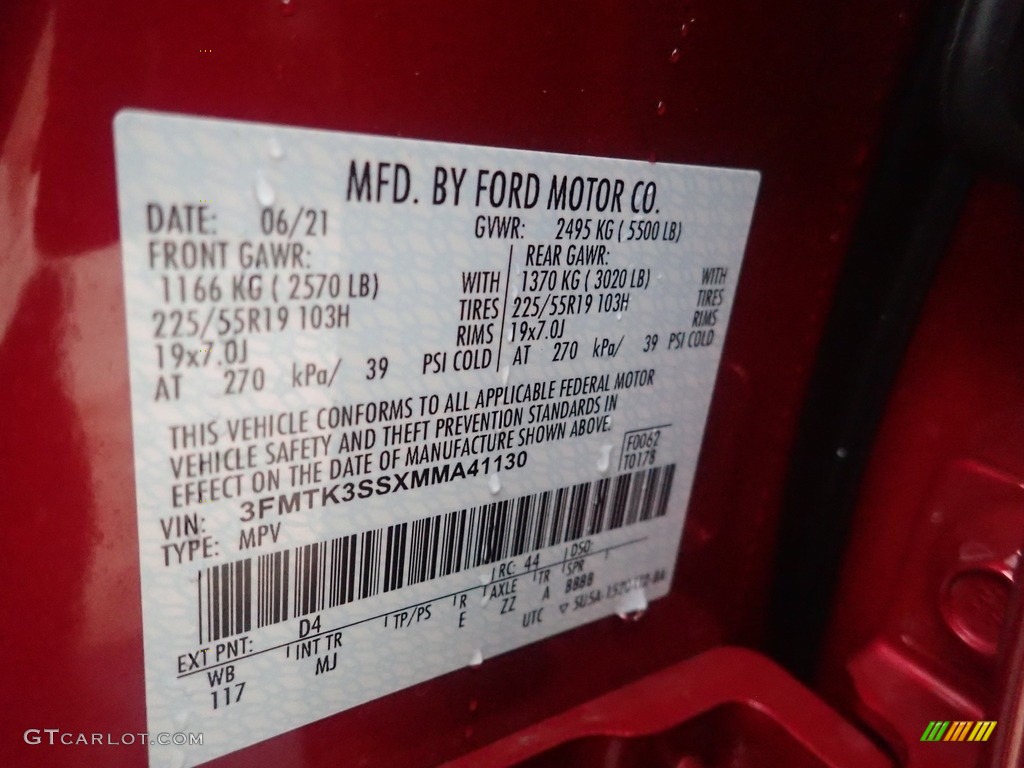 MFD. BY FORD MOTOR CO.
DATE: 06/21 GVWR: 2495 KG ( 5500 LB)
FRONT GAWR: REAR GAWR:
1166 KG ( 2570 LB) WITH 1370 KG ( 3020 LB) WITH
225/55R19 103H TIRES 225/55R19 103H TIRES
19x7.0J RIMS 19x7.0J RIMS
AT 270 kPa/ 39 PSI COLD AT 270 kPa/ 39 PSI COLD
THIS VEHICLE CONFORMS TO ALL APPLICABLE FEDERAL MOTOR
VEHICLE SAFETY AND THEFT PREVENTION STANDARDS IN
EFFECT ON THE DATE OF MANUFACTURE SHOWN ABOVE.
VIN: 3FMTK3SSXMMA41130 F0062
TYPE: MPV T0178
EXT PNT: D4 RC: 44 DSO:
WB INT TR TP/PS R AXLE TR SPR
117 MJ E ZZ A BBBB
UTC
GTCARLOT.COM